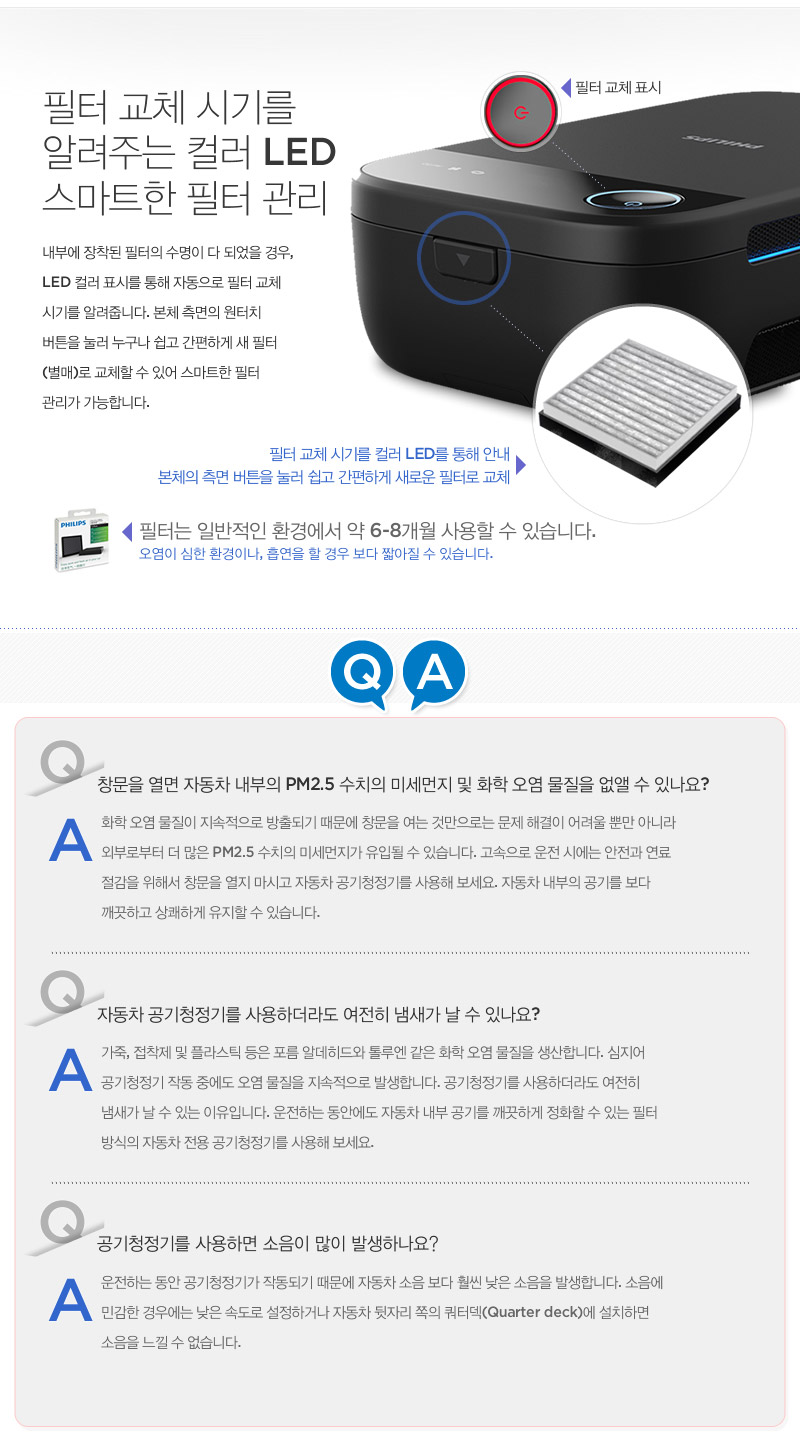 필터 교체 시기를
알려주는 컬러 LED
스마트한 필터 관리
필터 교체 표시
PHILIPS
내부에 장착된 필터의 수명이 다 되었을 경우,
LED 컬러 표시를 통해 자동으로 필터 교체
시기를 알려줍니다. 본체 측면의 원터치
버튼을 눌러 누구나 쉽고 간편하게 새 필터
(별매)로 교체할 수 있어 스마트한 필터
관리가 가능합니다.
필터 교체 시기를 컬러 LED를 통해 안내
본체의 측면 버튼을 눌러 쉽고 간편하게 새로운 필터로 교체
PHILIPS
필터는 일반적인 환경에서 약 6-8개월 사용할 수 있습니다.
오염이 심한 환경이나, 흡연을 할 경우 보다 짧아질 수 있습니다.
Q A
Q
창문을 열면 자동차 내부의 PM2.5 수치의 미세먼지 및 화학 오염 물질을 없앨 수 있나요?
A
화학 오염 물질이 지속적으로 방출되기 때문에 창문을 여는 것만으로는 문제 해결이 어려울 뿐만 아니라
외부로부터 더 많은 PM2.5 수치의 미세먼지가 유입될 수 있습니다. 고속으로 운전 시에는 안전과 연료
절감을 위해서 창문을 열지 마시고 자동차 공기청정기를 사용해 보세요. 자동차 내부의 공기를 보다
깨끗하고 상쾌하게 유지할 수 있습니다.
Q
자동차 공기청정기를 사용하더라도 여전히 냄새가 날 수 있나요?
A
가죽, 접착제 및 플라스틱 등은 포름 알데히드와 톨루엔 같은 화학 오염 물질을 생산합니다. 심지어
공기청정기 작동 중에도 오염 물질을 지속적으로 발생합니다. 공기청정기를 사용하더라도 여전히
냄새가 날 수 있는 이유입니다. 운전하는 동안에도 자동차 내부 공기를 깨끗하게 정화할 수 있는 필터
방식의 자동차 전용 공기청정기를 사용해 보세요.
Q
공기청정기를 사용하면 소음이 많이 발생하나요?
A
운전하는 동안 공기청정기가 작동되기 때문에 자동차 소음 보다 훨씬 낮은 소음을 발생합니다. 소음에
민감한 경우에는 낮은 속도로 설정하거나 자동차 뒷자리 쪽의 쿼터덱(Quarter deck)에 설치하면
소음을 느낄 수 없습니다.